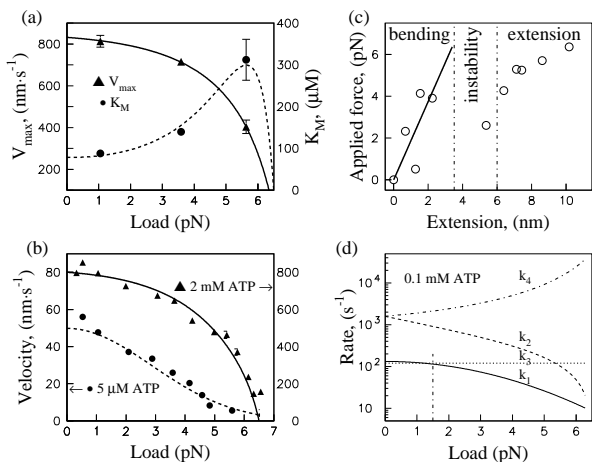 (a)
V_max, (nm·s⁻¹)
800
600
400
200
400
300
200
100
0
K_M, (μM)
V_max
K_M
0 1 2 3 4 5 6
Load (pN)
(b)
Velocity, (nm·s⁻¹)
100
80
60
40
20
0
1000
800
600
400
200
0
2 mM ATP →
← 5 μM ATP
0 1 2 3 4 5 6 7
Load (pN)
(c)
Applied force, (pN)
6
4
2
0
bending
instability
extension
0 2 4 6 8 10
Extension, (nm)
(d)
Rate, (s⁻¹)
10⁴
10³
10²
10¹
0.1 mM ATP
k₄
k₂
k₃
k₁
0 1 2 3 4 5 6
Load (pN)